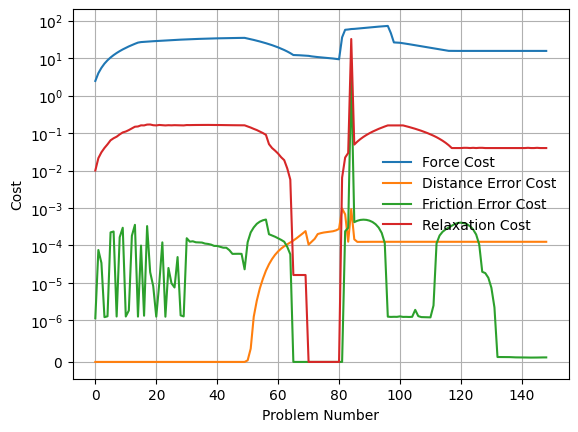 10²
10¹
10⁰
10⁻¹
10⁻²
10⁻³
10⁻⁴
10⁻⁵
10⁻⁶
0
Cost
Force Cost
Distance Error Cost
Friction Error Cost
Relaxation Cost
0 20 40 60 80 100 120 140
Problem Number